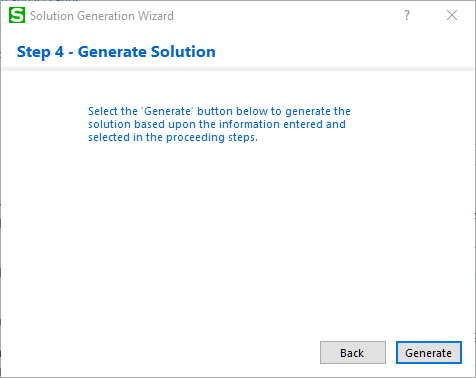 S Solution Generation Wizard ?
Step 4 - Generate Solution
Select the 'Generate' button below to generate the
solution based upon the information entered and
selected in the proceeding steps.
Back Generate